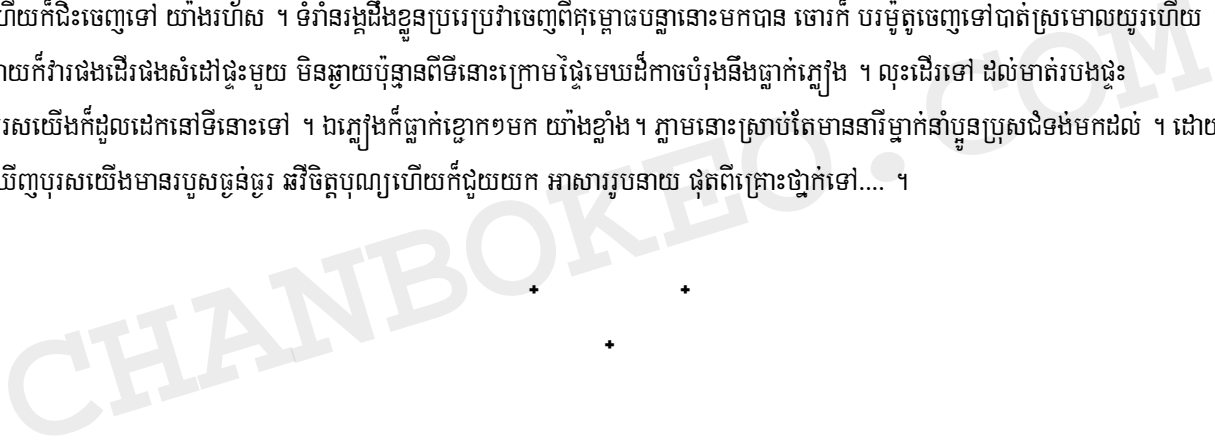 ហើយក៏ជិះចេញទៅ យ៉ាងរហ័ស ។ ទំរាំនរង្គដឹងខ្លួនប្ររេប្រវាចេញពីគុម្ពោធបន្លានោះមកបាន ចោរក៏ បរម៉ូតូចេញទៅបាត់ស្រមោលយូរហើយ
នាយក៏វារផងដើរផងសំដៅផ្ទះមួយ មិនឆ្ងាយប៉ុន្មានពីទីនោះក្រោមផ្ទៃមេឃដ៏កាចបំរុងនឹងធ្លាក់ភ្លៀង ។ លុះដើរទៅ ដល់មាត់របងផ្ទះ
បុរសយើងក៏ដួលដេកនៅទីនោះទៅ ។ ឯភ្លៀងក៏ធ្លាក់ខ្ជោកៗមក យ៉ាងខ្លាំង។ ភ្លាមនោះស្រាប់តែមាននារីម្នាក់នាំប្អូនប្រុសជំទង់មកដល់ ។ ដោយ
ឃើញបុរសយើងមានរបួសធ្ងន់ធ្ងរ ឆវីចិត្តបុណ្យហើយក៏ជួយយក អាសាររូបនាយ ផុតពីគ្រោះថ្នាក់ទៅ.... ។
CHANBOKEO.COM